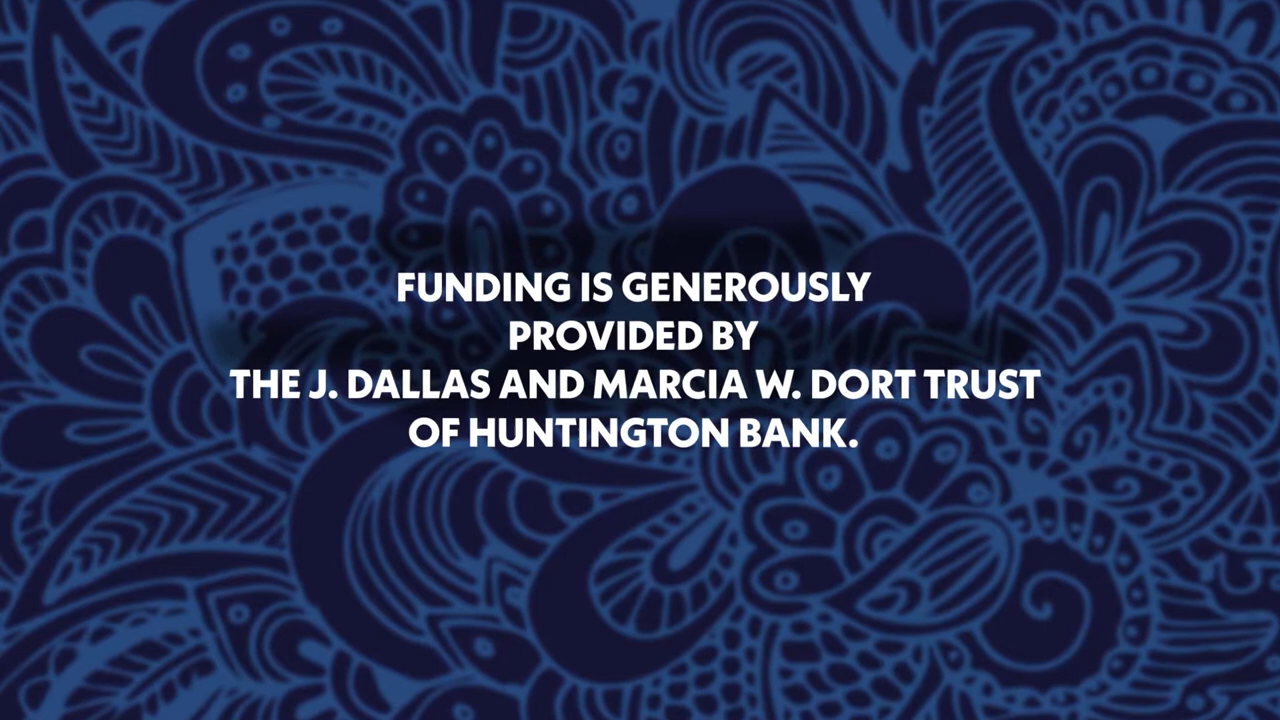 FUNDING IS GENEROUSLY
PROVIDED BY
THE J. DALLAS AND MARCIA W. DORT TRUST
OF HUNTINGTON BANK.